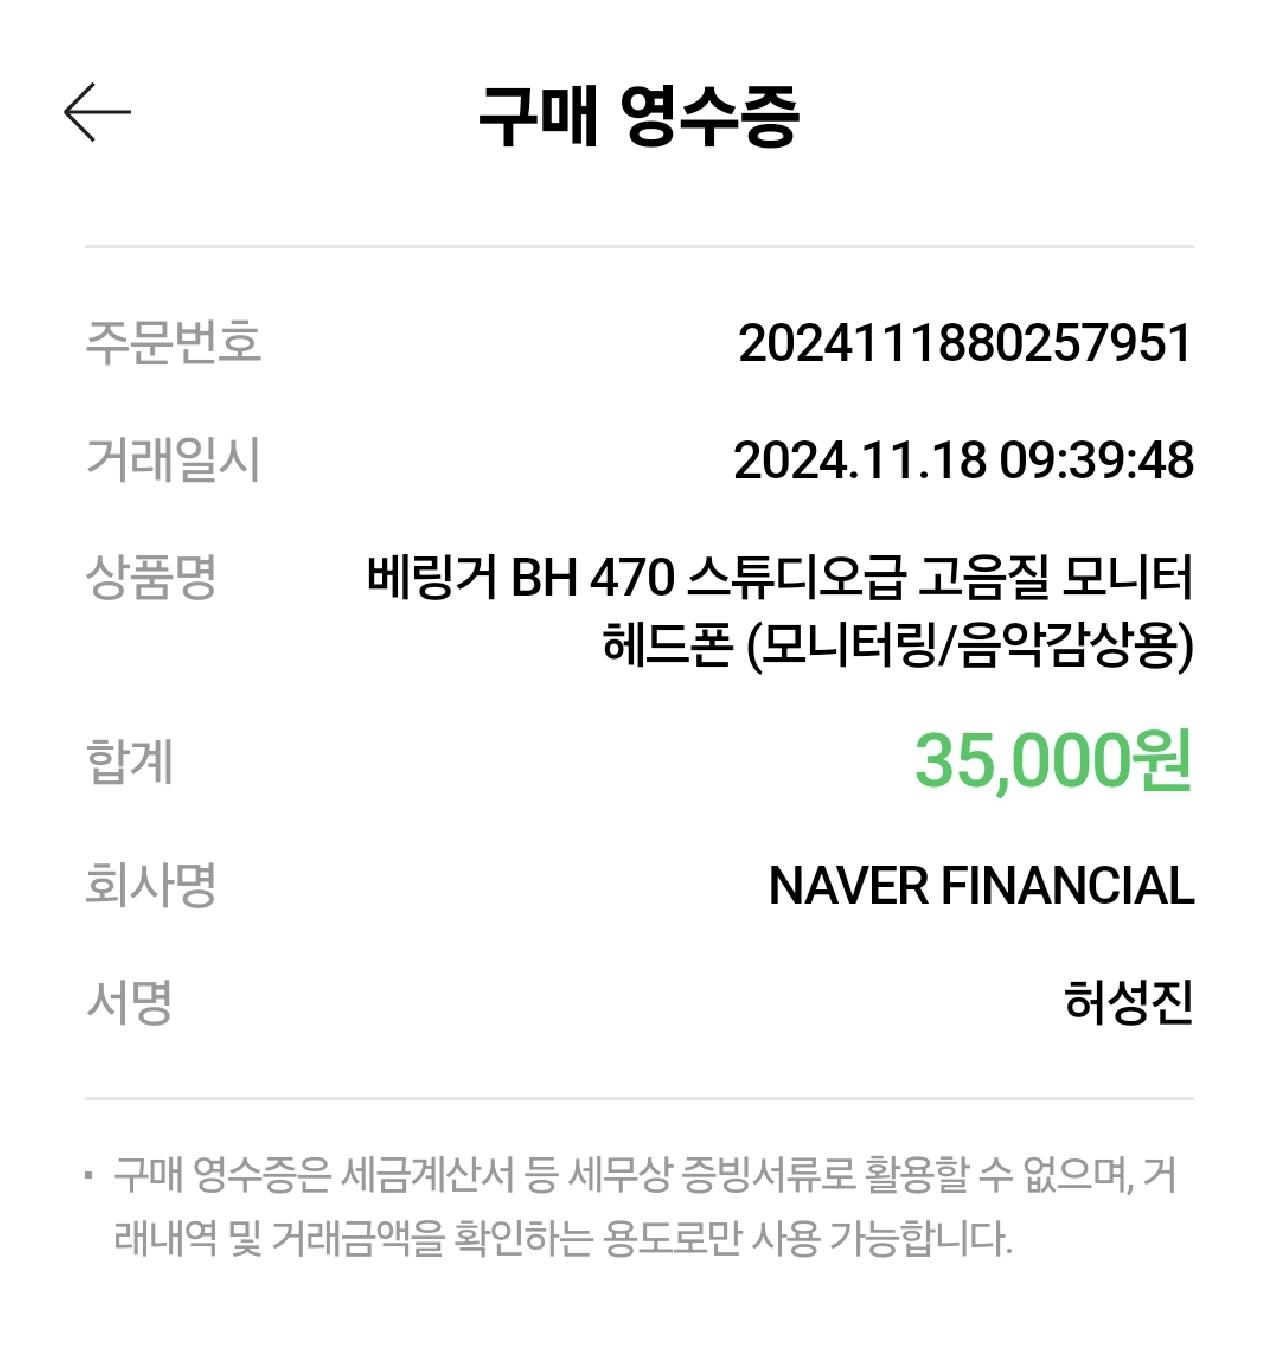 구매 영수증
주문번호 2024111880257951
거래일시 2024.11.18 09:39:48
상품명 베링거 BH 470 스튜디오급 고음질 모니터
헤드폰 (모니터링/음악감상용)
합계 35,000원
회사명 NAVER FINANCIAL
서명 허성진
· 구매 영수증은 세금계산서 등 세무상 증빙서류로 활용할 수 없으며, 거
래내역 및 거래금액을 확인하는 용도로만 사용 가능합니다.